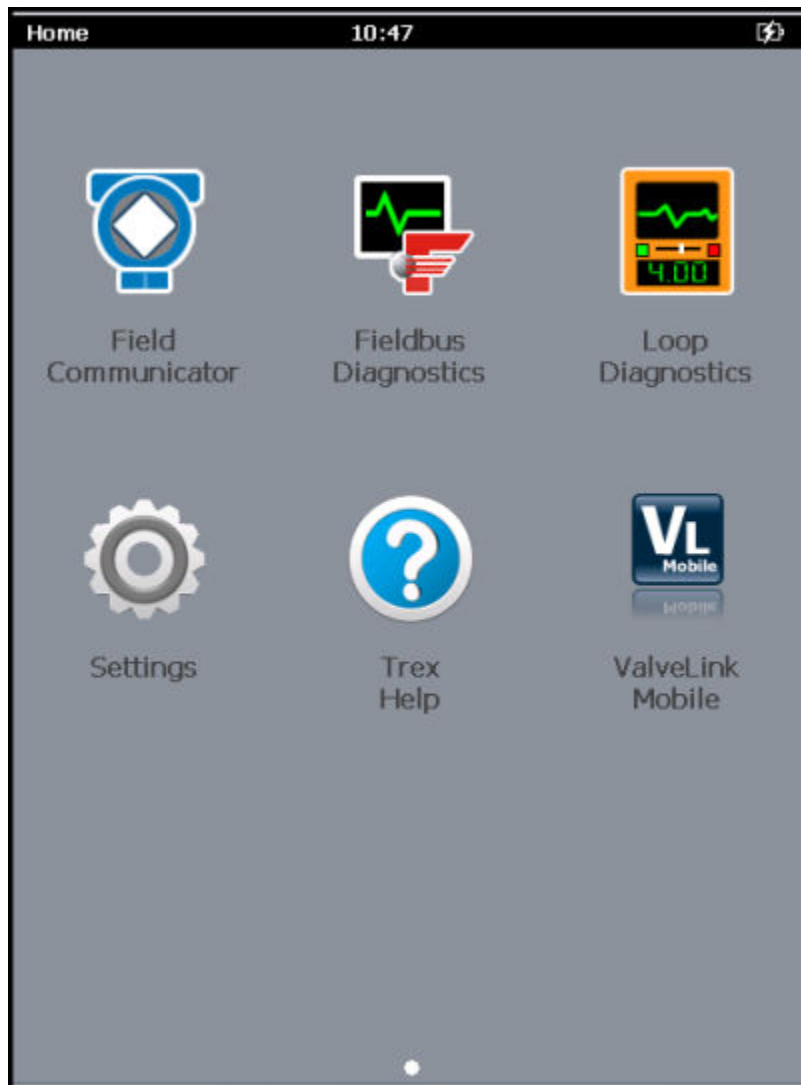 Home 10:47
4.00
Field Fieldbus Loop
Communicator Diagnostics Diagnostics
VL
Mobile
Settings Trex ValveLink
Help Mobile